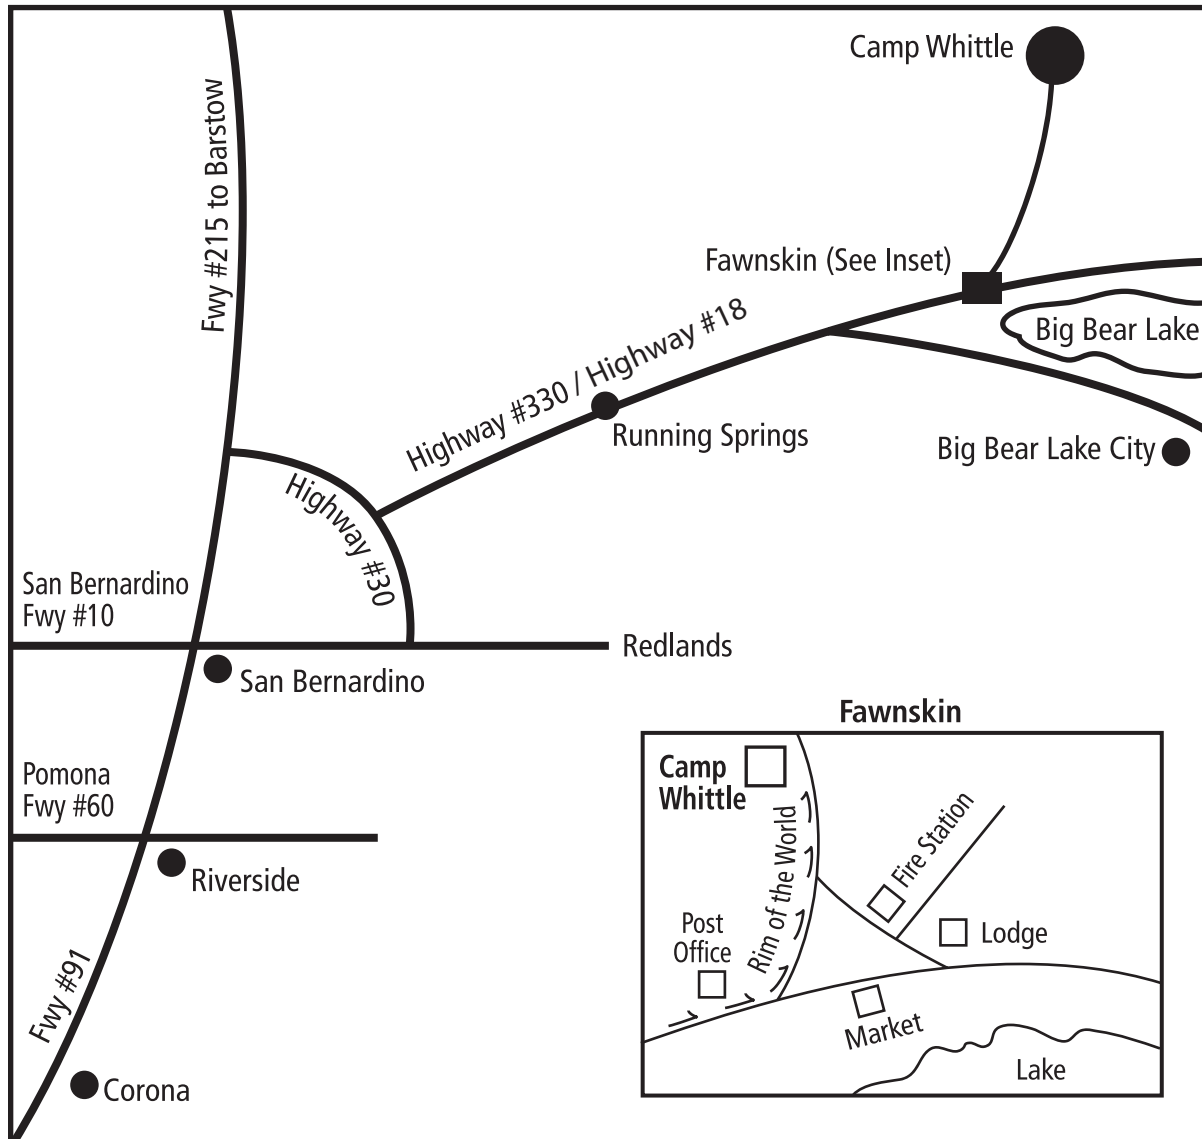 Camp Whittle
Fwy #215 to Barstow
Fawnskin (See Inset)
Highway #330 / Highway #18
Big Bear Lake
Running Springs
Big Bear Lake City
Highway #30
San Bernardino
Fwy #10
Redlands
San Bernardino
Fawnskin
Pomona
Fwy #60
Camp
Whittle
Rim of the World
Fire Station
Riverside
Post
Office
Lodge
Fwy #91
Market
Lake
Corona